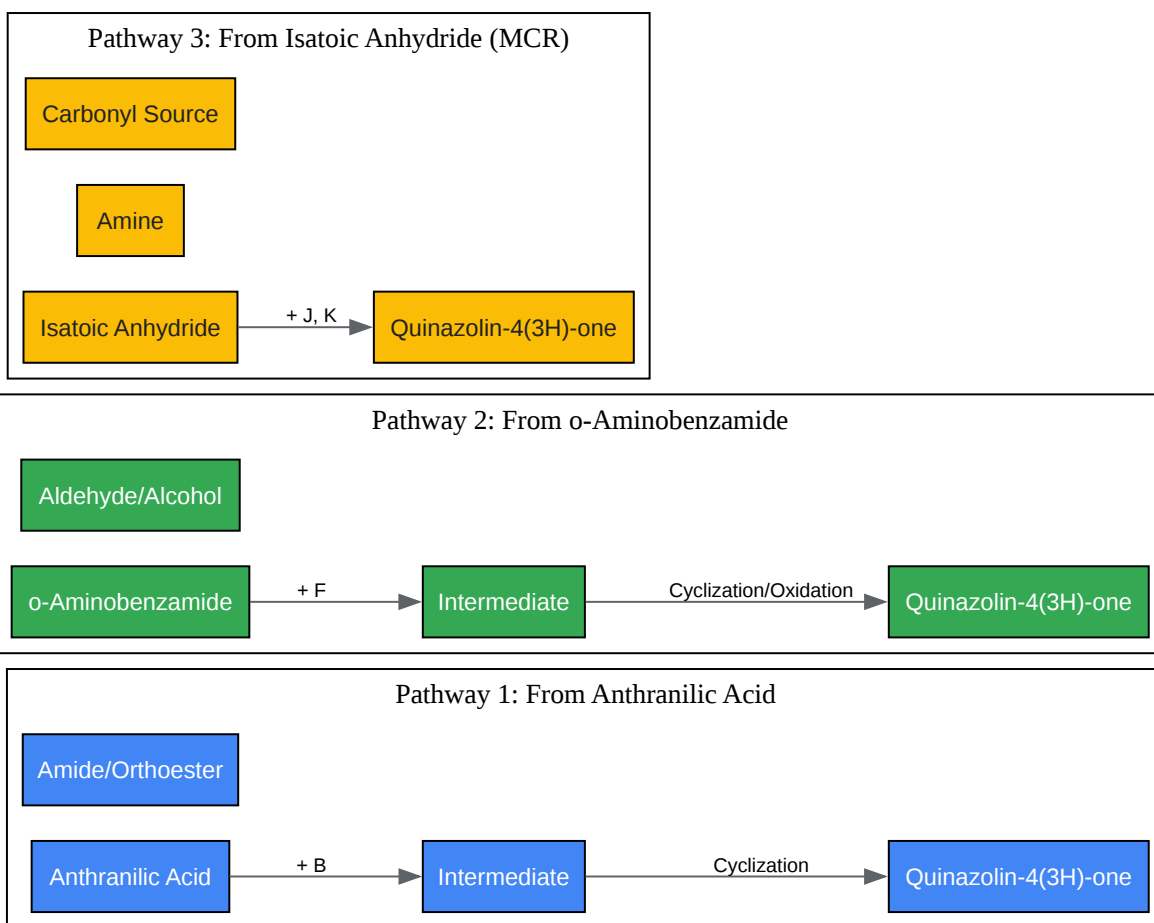 Pathway 3: From Isatoic Anhydride (MCR)
Carbonyl Source
Amine
Isatoic Anhydride
+ J, K
Quinazolin-4(3H)-one
Pathway 2: From o-Aminobenzamide
Aldehyde/Alcohol
o-Aminobenzamide
+ F
Intermediate
Cyclization/Oxidation
Quinazolin-4(3H)-one
Pathway 1: From Anthranilic Acid
Amide/Orthoester
Anthranilic Acid
+ B
Intermediate
Cyclization
Quinazolin-4(3H)-one